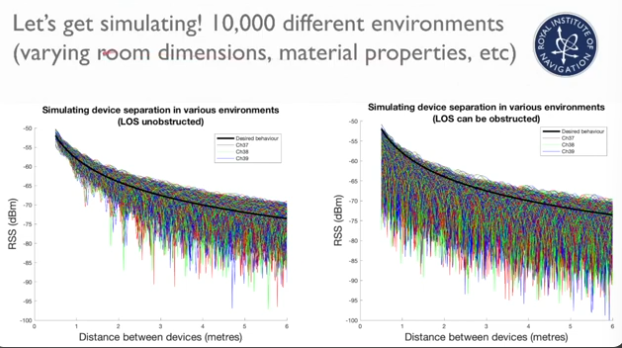 Let's get simulating! 10,000 different environments
(varying room dimensions, material properties, etc)
ROYAL INSTITUTE OF NAVIGATION
Simulating device separation in various environments
(LOS unobstructed)
-50
-55
-60
-65
-70
-75
-80
-85
-90
-95
-100
RSS (dBm)
Desired behaviour
Ch37
Ch38
Ch39
0
1
2
3
4
5
6
Distance between devices (metres)
Simulating device separation in various environments
(LOS can be obstructed)
-50
-55
-60
-65
-70
-75
-80
-85
-90
-95
-100
RSS (dBm)
Desired behaviour
Ch37
Ch38
Ch39
0
1
2
3
4
5
6
Distance between devices (metres)